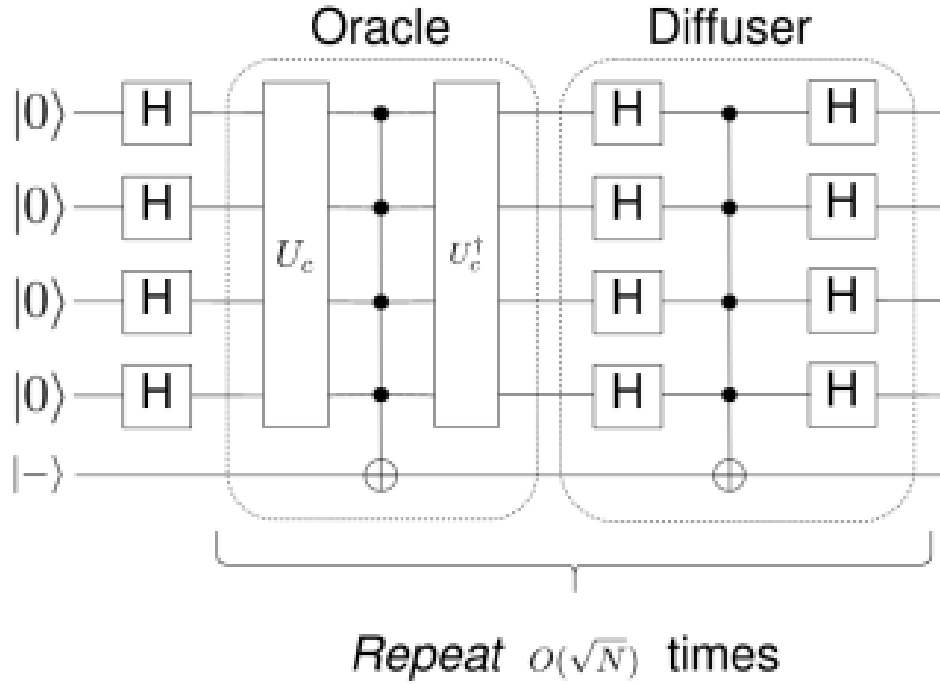 Oracle Diffuser
|0⟩ H H H
|0⟩ H H H
U_c U_c†
|0⟩ H H H
|0⟩ H H H
|−⟩
Repeat O(√N) times